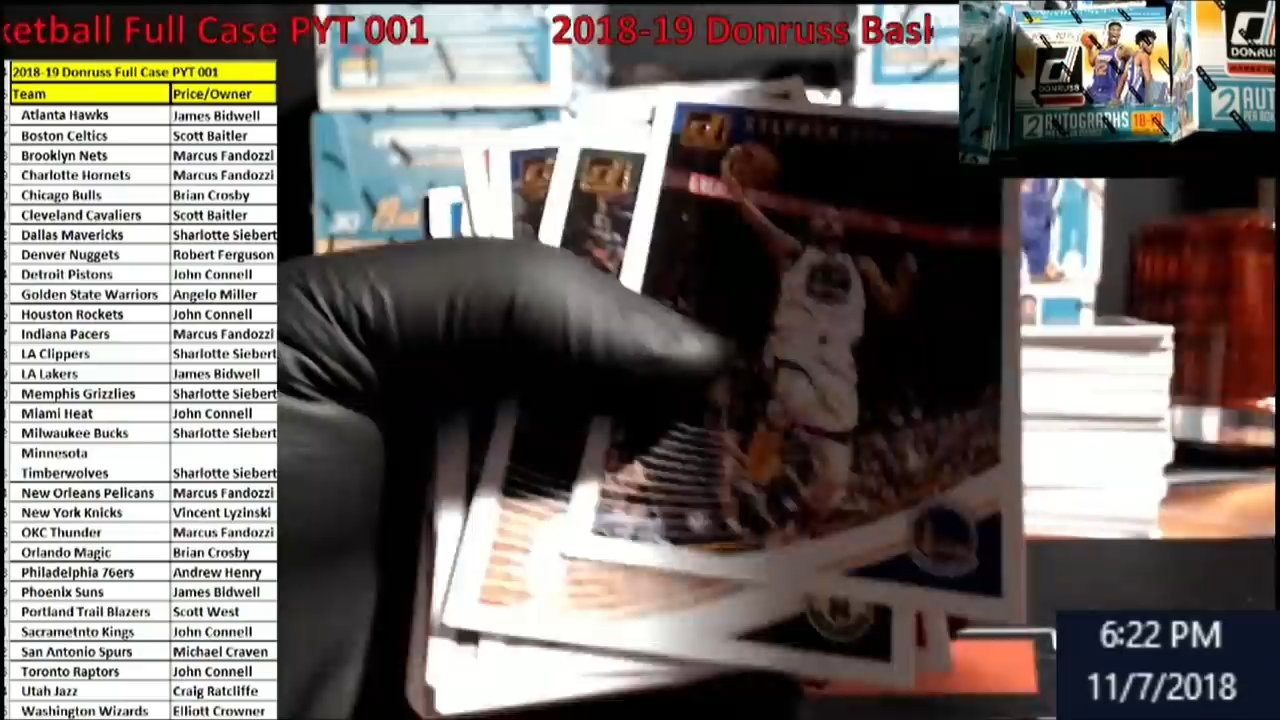 ketball Full Case PYT 001 2018-19 Donruss Bask
2018-19 Donruss Full Case PYT 001
Team Price/Owner
Atlanta Hawks James Bidwell
Boston Celtics Scott Baitler
Brooklyn Nets Marcus Fandozzi
Charlotte Hornets Marcus Fandozzi
Chicago Bulls Brian Crosby
Cleveland Cavaliers Scott Baitler
Dallas Mavericks Sharlotte Siebert
Denver Nuggets Robert Ferguson
Detroit Pistons John Connell
Golden State Warriors Angelo Miller
Houston Rockets John Connell
Indiana Pacers Marcus Fandozzi
LA Clippers Sharlotte Siebert
LA Lakers James Bidwell
Memphis Grizzlies Sharlotte Siebert
Miami Heat John Connell
Milwaukee Bucks Sharlotte Siebert
Minnesota
Timberwolves Sharlotte Siebert
New Orleans Pelicans Marcus Fandozzi
New York Knicks Vincent Lyzinski
OKC Thunder Marcus Fandozzi
Orlando Magic Brian Crosby
Philadelphia 76ers Andrew Henry
Phoenix Suns James Bidwell
Portland Trail Blazers Scott West
Sacrametnto Kings John Connell
San Antonio Spurs Michael Craven
Toronto Raptors John Connell
Utah Jazz Craig Ratcliffe
Washington Wizards Elliott Crowner
STEPHEN
DONRUSS
2 AUTOGRAPHS 18-19
DONRUSS
2 AUT
6:22 PM
11/7/2018